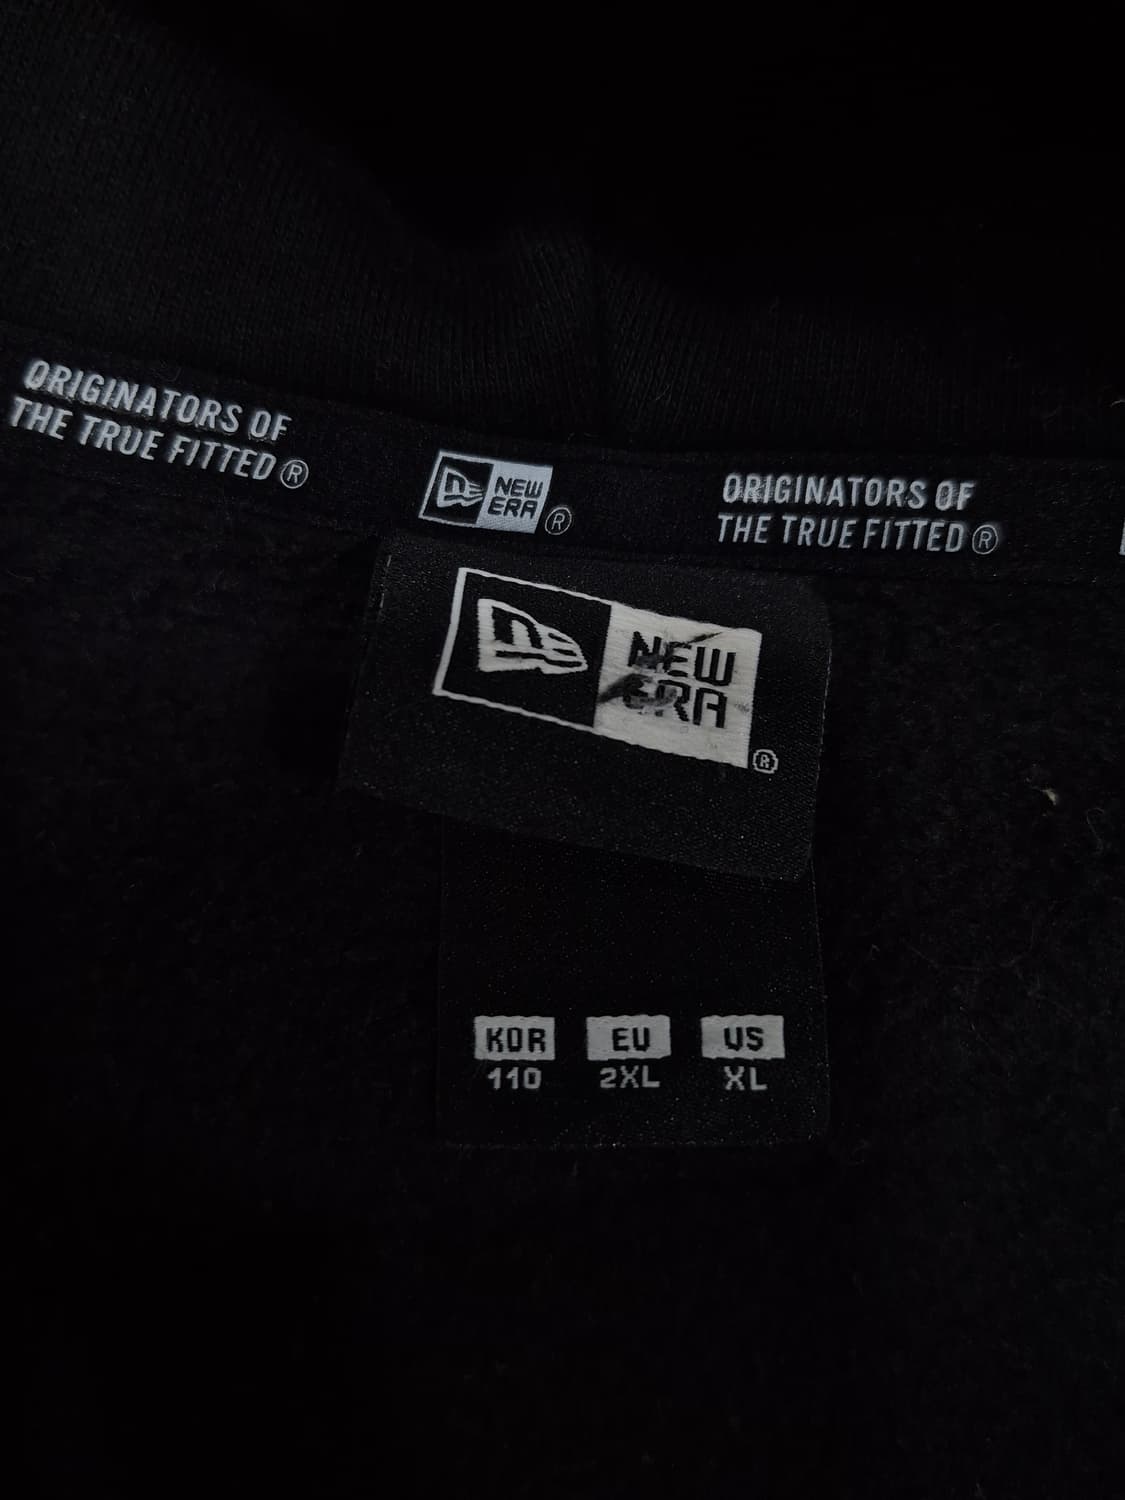 ORIGINATORS OF
THE TRUE FITTED®
NEW
ERA®
ORIGINATORS OF
THE TRUE FITTED®
NEW
ERA®
KOR EU US
110 2XL XL